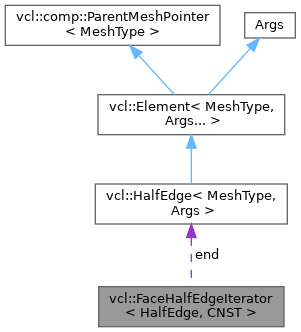 vcl::comp::ParentMeshPointer
< MeshType >
Args
vcl::Element< MeshType,
Args... >
vcl::HalfEdge< MeshType,
Args >
end
vcl::FaceHalfEdgeIterator
< HalfEdge, CNST >